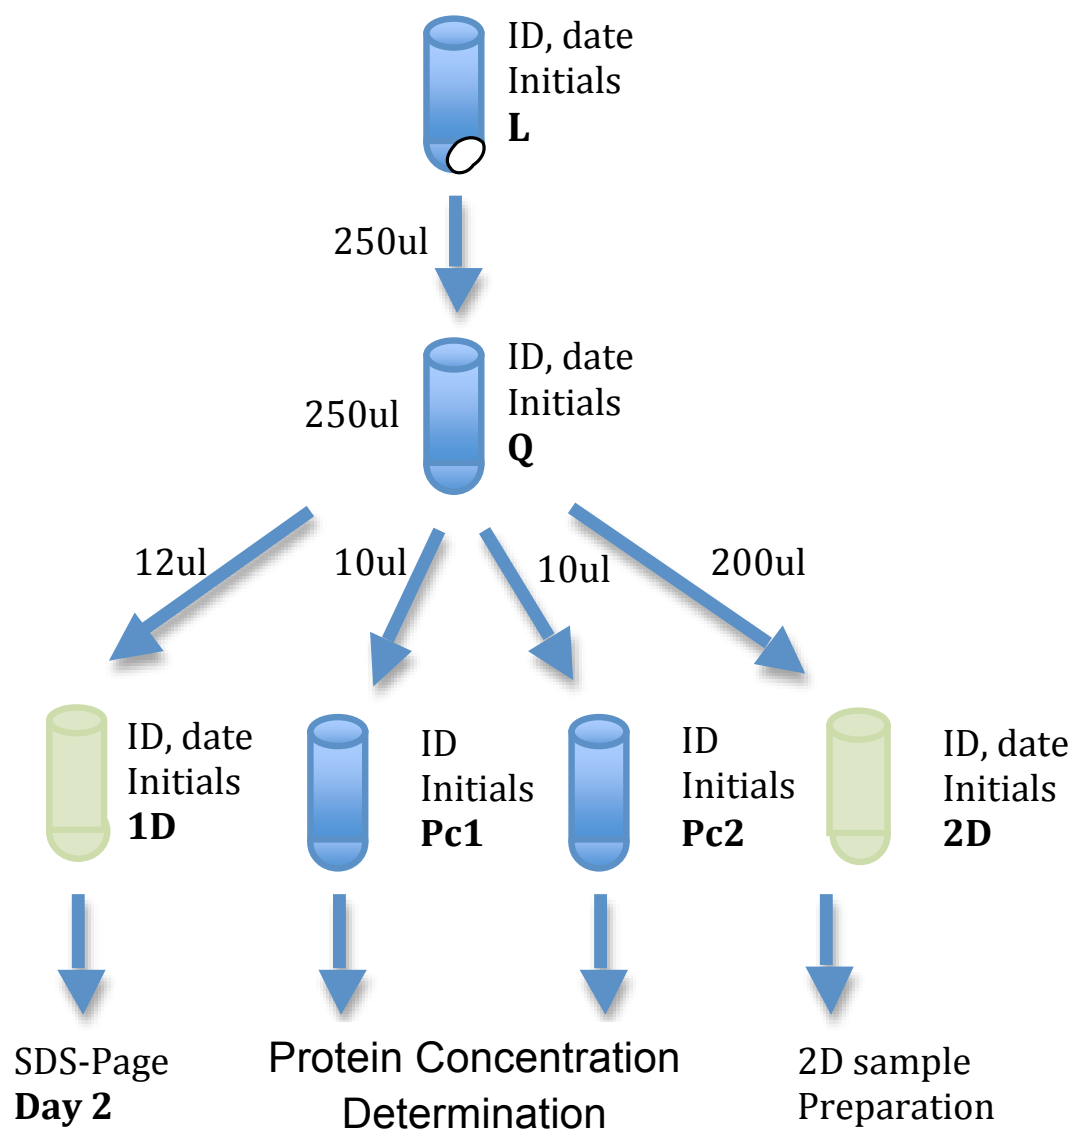 ID, date
Initials
L
250ul
250ul
ID, date
Initials
Q
12ul
10ul
10ul
200ul
ID, date
Initials
1D
ID
Initials
Pc1
ID
Initials
Pc2
ID, date
Initials
2D
SDS-Page
Day 2
Protein Concentration
Determination
2D sample
Preparation